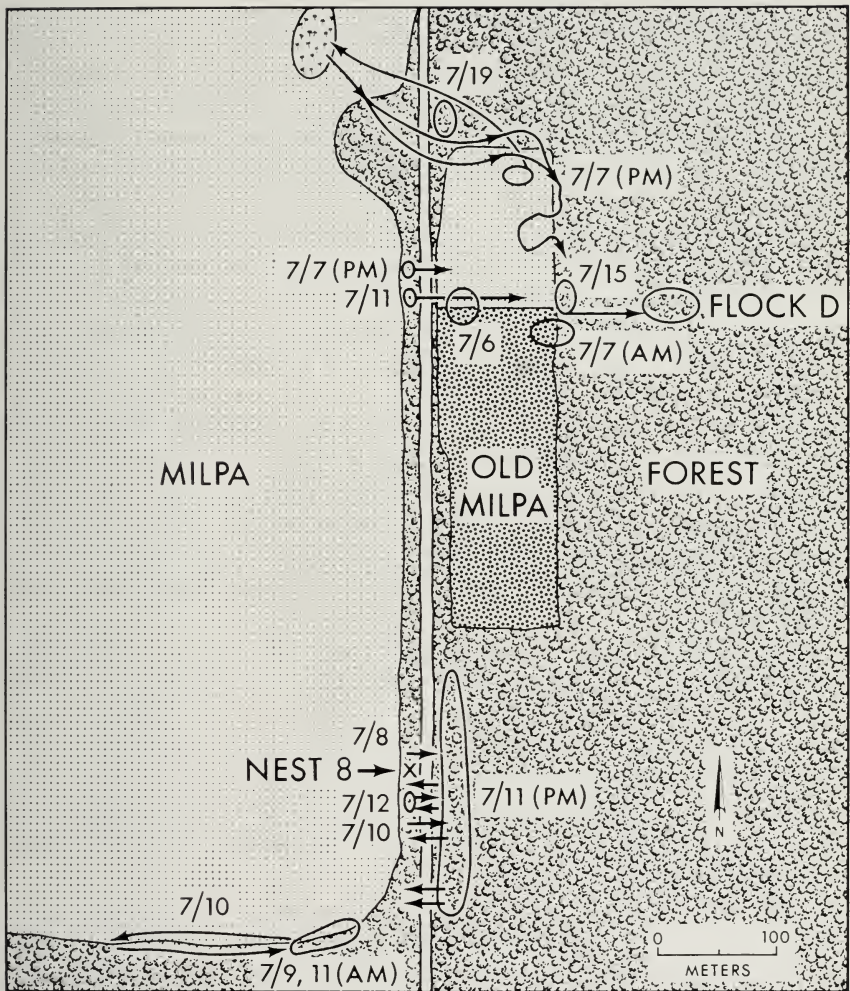 7/19
7/7 (PM)
7/7 (PM)
7/15
7/11
FLOCK D
7/6
7/7 (AM)
MILPA
OLD
MILPA
FOREST
7/8
NEST 8
X
7/12
7/11 (PM)
7/10
N
7/10
0 100
METERS
7/9, 11 (AM)